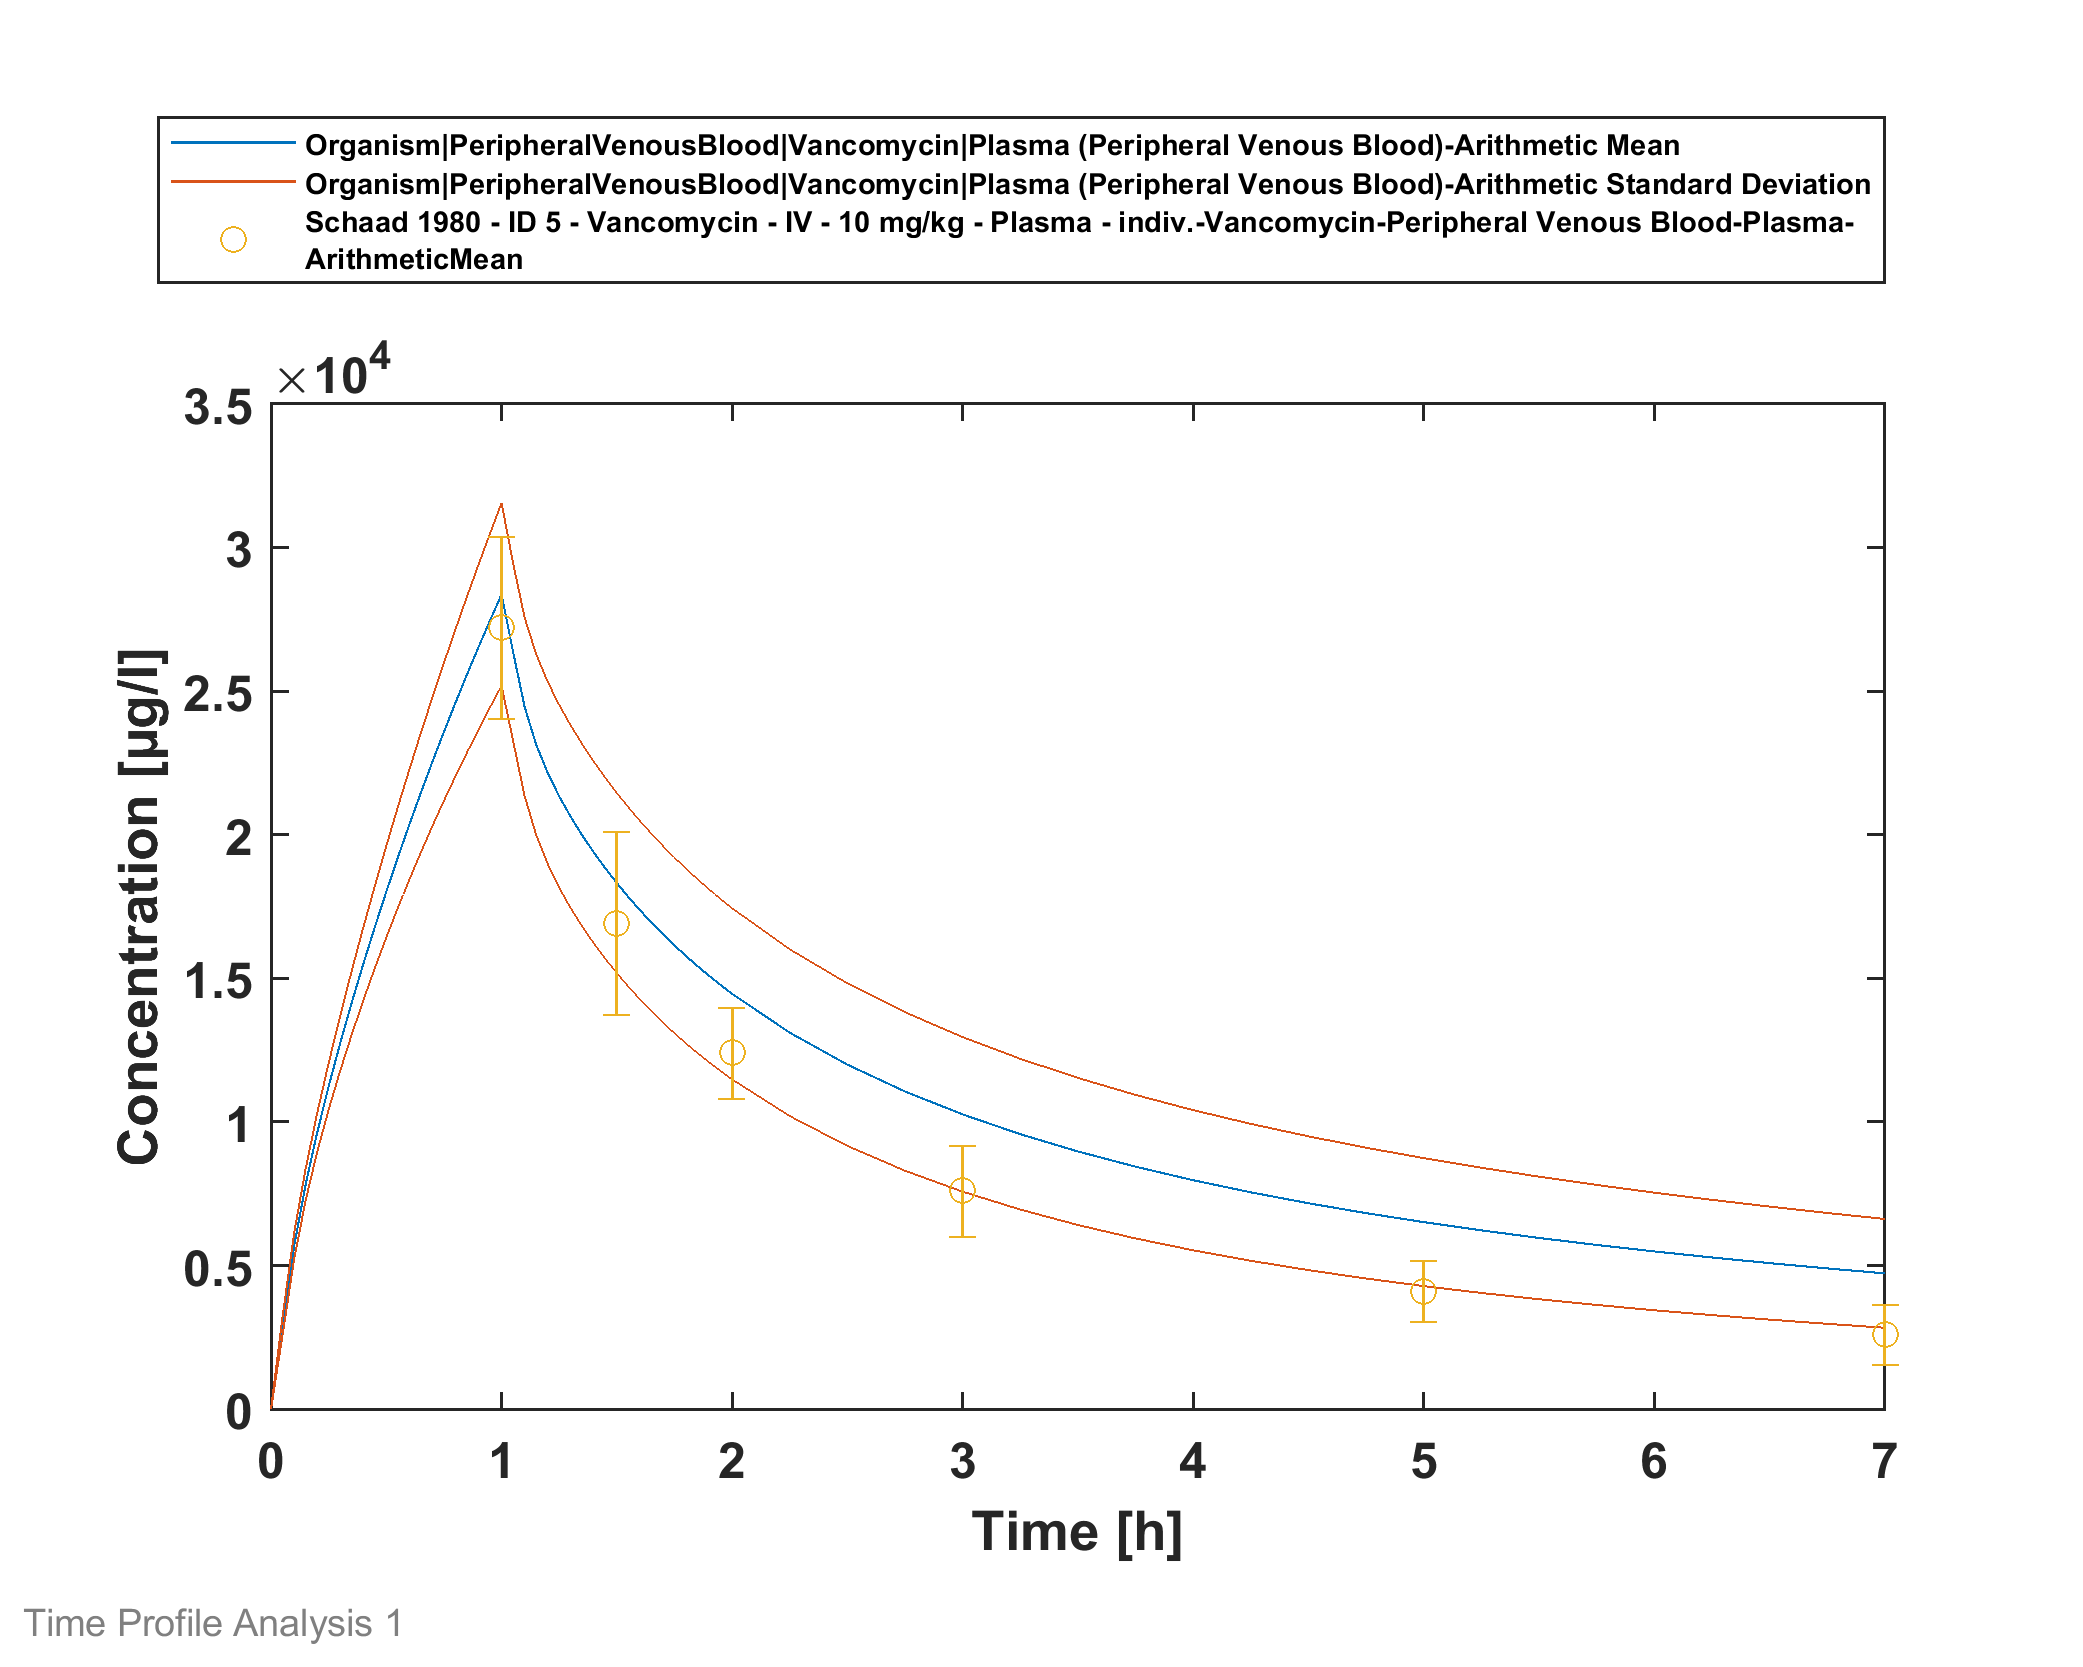 Organism|PeripheralVenousBlood|Vancomycin|Plasma (Peripheral Venous Blood)-Arithmetic Mean
Organism|PeripheralVenousBlood|Vancomycin|Plasma (Peripheral Venous Blood)-Arithmetic Standard Deviation
Schaad 1980 - ID 5 - Vancomycin - IV - 10 mg/kg - Plasma - indiv.-Vancomycin-Peripheral Venous Blood-Plasma-
ArithmeticMean
×10⁴
3.5
3
2.5
2
1.5
1
0.5
0
Concentration [µg/l]
0 1 2 3 4 5 6 7
Time [h]
Time Profile Analysis 1